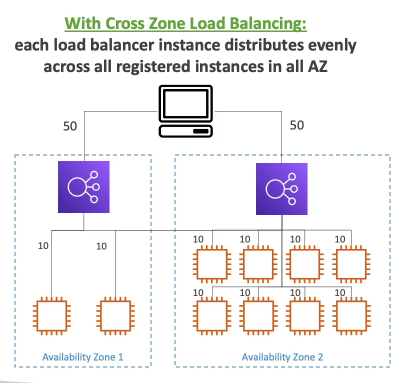 With Cross Zone Load Balancing:
each load balancer instance distributes evenly
across all registered instances in all AZ
50
50
10
10
10
10
10
10
10
10
10
10
Availability Zone 1
Availability Zone 2